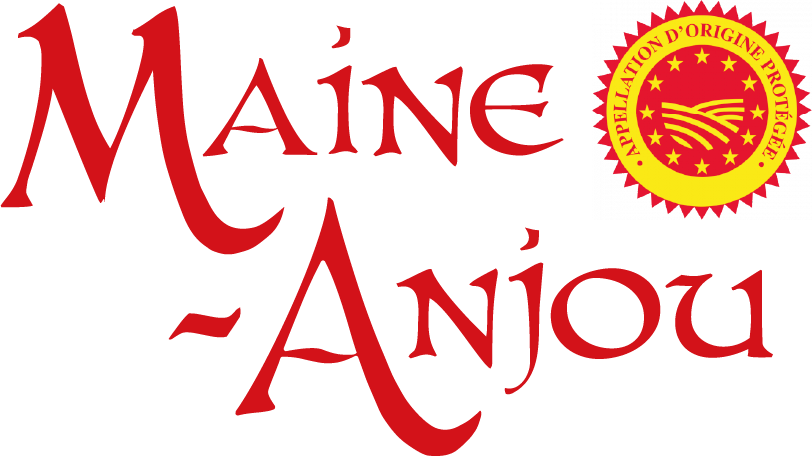 MAINE
-ANJOU
• APPELLATION D'ORIGINE PROTÉGÉE •